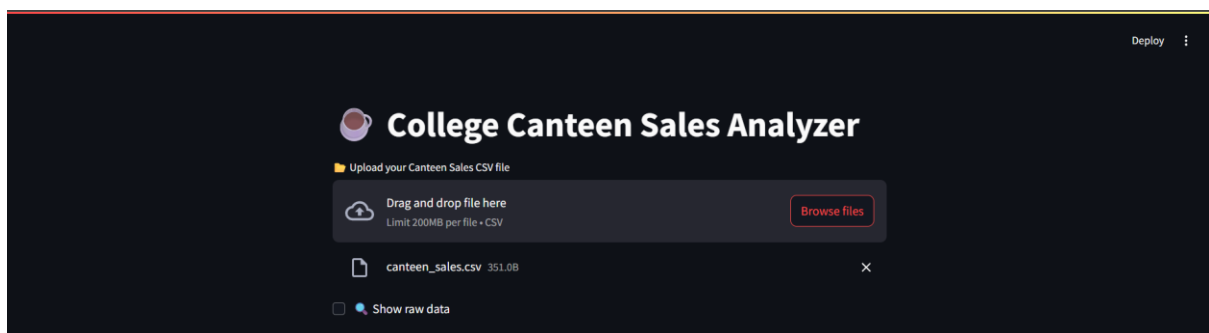 Deploy
College Canteen Sales Analyzer
Upload your Canteen Sales CSV file
Drag and drop file here
Browse files
Limit 200MB per file • CSV
canteen_sales.csv 351.0B
Show raw data